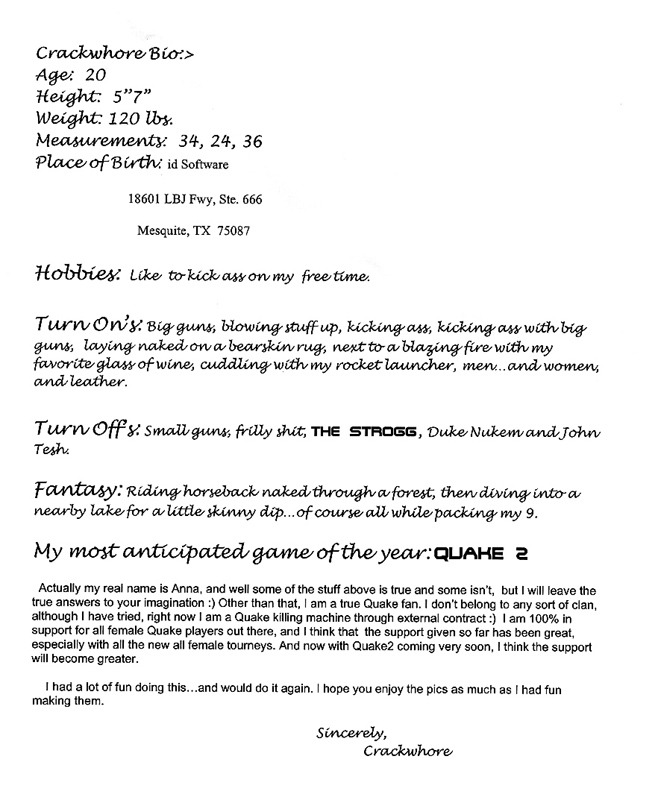 Crackwhore Bio:>
Age: 20
Height: 5"7"
Weight: 120 lbs.
Measurements: 34, 24, 36
Place of Birth: id Software
18601 LBJ Fwy, Ste. 666
Mesquite, TX 75087
Hobbies: Like to kick ass on my free time.
Turn On's: Big guns, blowing stuff up, kicking ass, kicking ass with big
guns, laying naked on a bearskin rug, next to a blazing fire with my
favorite glass of wine, cuddling with my rocket launcher, men...and women,
and leather.
Turn Off's: Small guns, frilly shit, THE STROGG, Duke Nukem and John
Tesh.
Fantasy: Riding horseback naked through a forest, then diving into a
nearby lake for a little skinny dip...of course all while packing my 9.
My most anticipated game of the year: QUAKE 2
Actually my real name is Anna, and well some of the stuff above is true and some isn't, but I will leave the
true answers to your imagination :) Other than that, I am a true Quake fan. I don't belong to any sort of clan,
although I have tried, right now I am a Quake killing machine through external contract :) I am 100% in
support for all female Quake players out there, and I think that the support given so far has been great,
especially with all the new all female tourneys. And now with Quake2 coming very soon, I think the support
will become greater.
I had a lot of fun doing this...and would do it again. I hope you enjoy the pics as much as I had fun
making them.
Sincerely,
Crackwhore